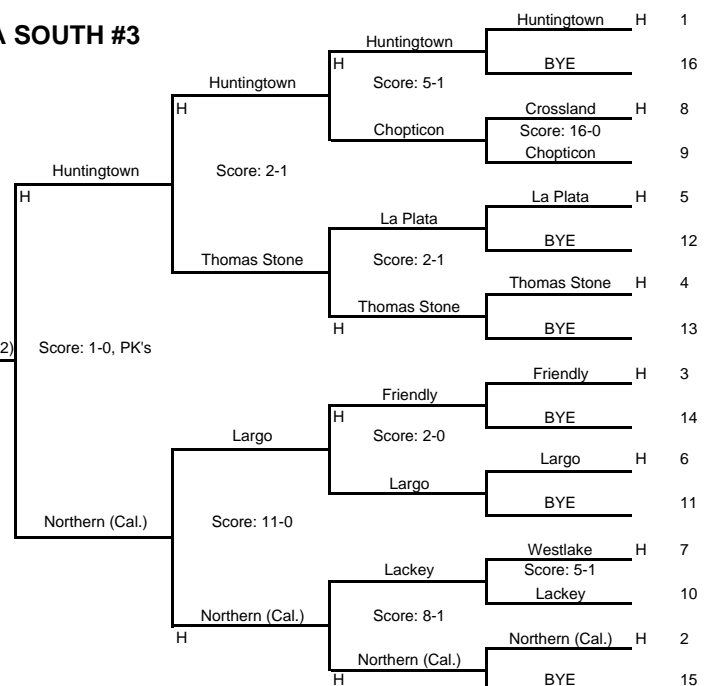 A SOUTH #3
Huntingtown H 1
Huntingtown
H BYE 16
Huntingtown Score: 5-1
H Crossland H 8
Chopticon Score: 16-0
Chopticon 9
Huntingtown Score: 2-1
H La Plata H 5
La Plata
BYE 12
Thomas Stone Score: 2-1
Thomas Stone H 4
Thomas Stone
H BYE 13
2) Score: 1-0, PK's
Friendly H 3
Friendly
H BYE 14
Largo Score: 2-0
Largo H 6
Largo
BYE 11
Northern (Cal.) Score: 11-0
Westlake H 7
Lackey Score: 5-1
Lackey 10
Northern (Cal.) Score: 8-1
H Northern (Cal.) H 2
Northern (Cal.)
H BYE 15